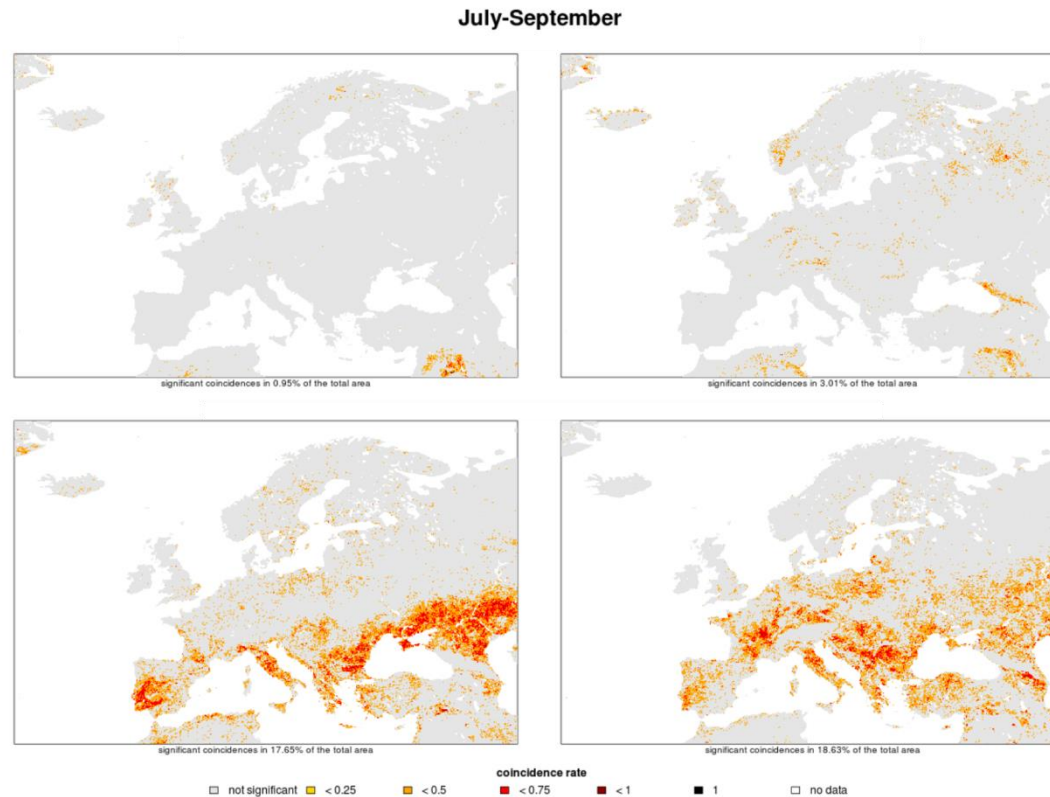 July-September
significant coincidences in 0.95% of the total area
significant coincidences in 3.01% of the total area
significant coincidences in 17.65% of the total area
significant coincidences in 18.63% of the total area
coincidence rate
not significant < 0.25 < 0.5 < 0.75 < 1 1 no data